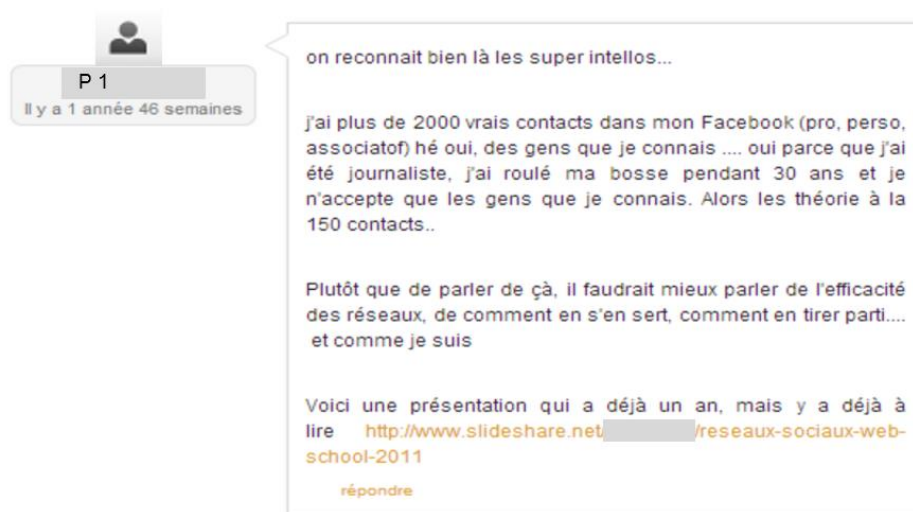 P 1
Il y a 1 année 46 semaines
on reconnait bien là les super intellos...
j'ai plus de 2000 vrais contacts dans mon Facebook (pro, perso,
associatof) hé oui, des gens que je connais .... oui parce que j'ai
été journaliste, j'ai roulé ma bosse pendant 30 ans et je
n'accepte que les gens que je connais. Alors les théorie à la
150 contacts..
Plutôt que de parler de çà, il faudrait mieux parler de l'efficacité
des réseaux, de comment en s'en sert, comment en tirer parti....
et comme je suis
Voici une présentation qui a déjà un an, mais y a déjà à
lire http://www.slideshare.net/ /reseaux-sociaux-web-
school-2011
répondre